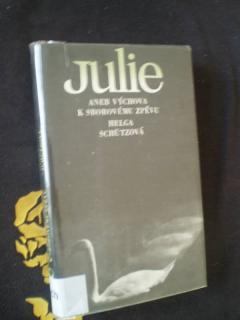 Julie
ANEB VÝCHOVA
K SBOROVÉMU ZPĚVU
HELGA
SCHÜTZOVÁ